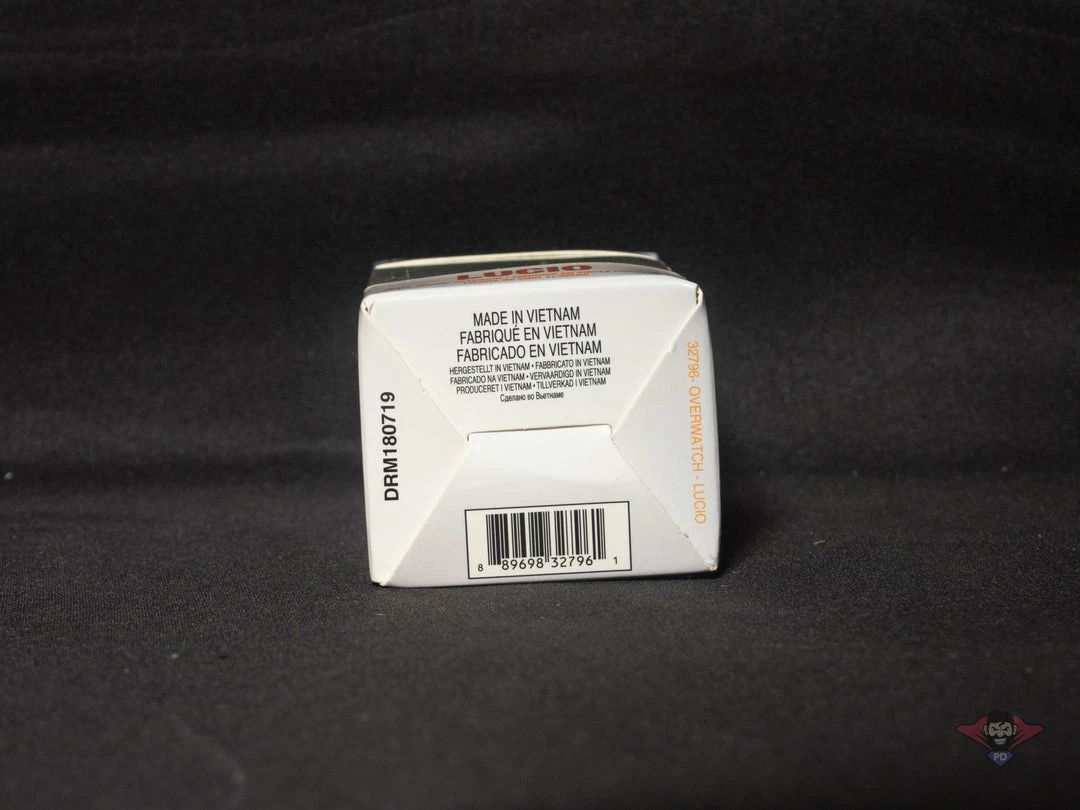 LUCIO
MADE IN VIETNAM
FABRIQUÉ EN VIETNAM
FABRICADO EN VIETNAM
HERGESTELLT IN VIETNAM • FABBRICATO IN VIETNAM
FABRICADO NA VIETNAM • VERVAARDIGD IN VIETNAM
PRODUCERET I VIETNAM • TILLVERKAD I VIETNAM
Сделано во Вьетнаме
DRM180719
32796- OVERWATCH - LUCIO
8 89698 32796 1
PD